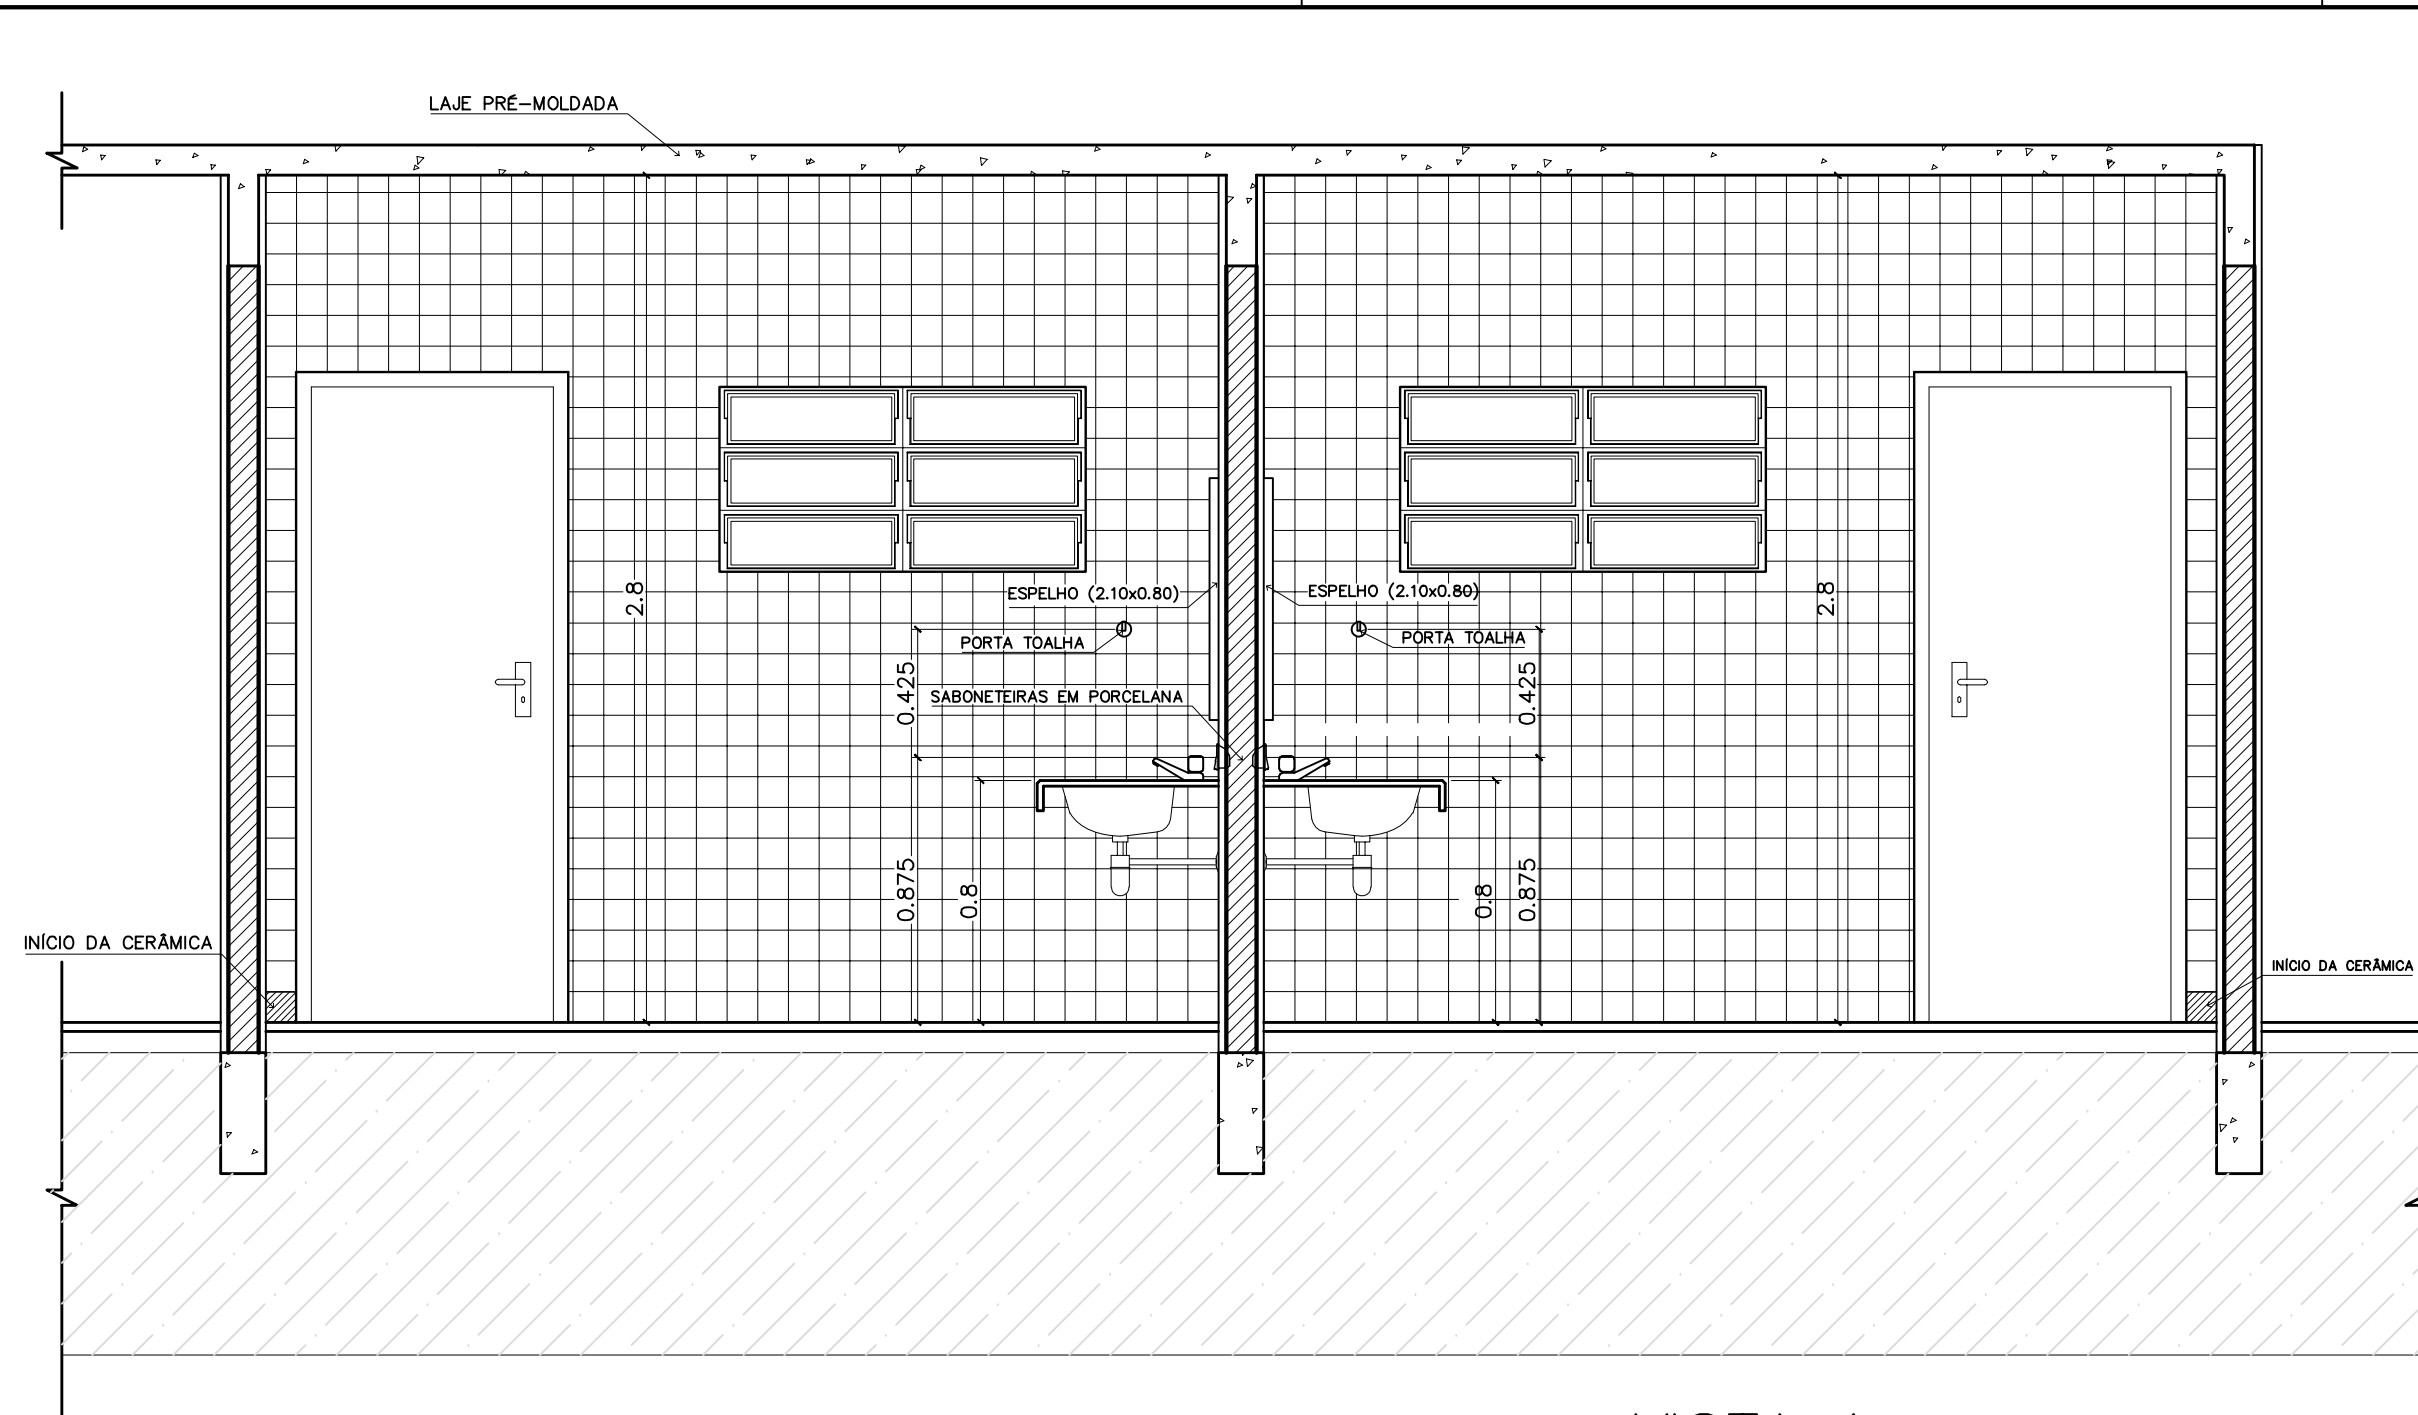 LAJE PRÉ-MOLDADA
2.8
2.8
ESPELHO (2.10x0.80)
ESPELHO (2.10x0.80)
PORTA TOALHA
PORTA TOALHA
0.425
0.425
SABONETEIRAS EM PORCELANA
0.875
0.8
0.8
0.875
INÍCIO DA CERÂMICA
INÍCIO DA CERÂMICA